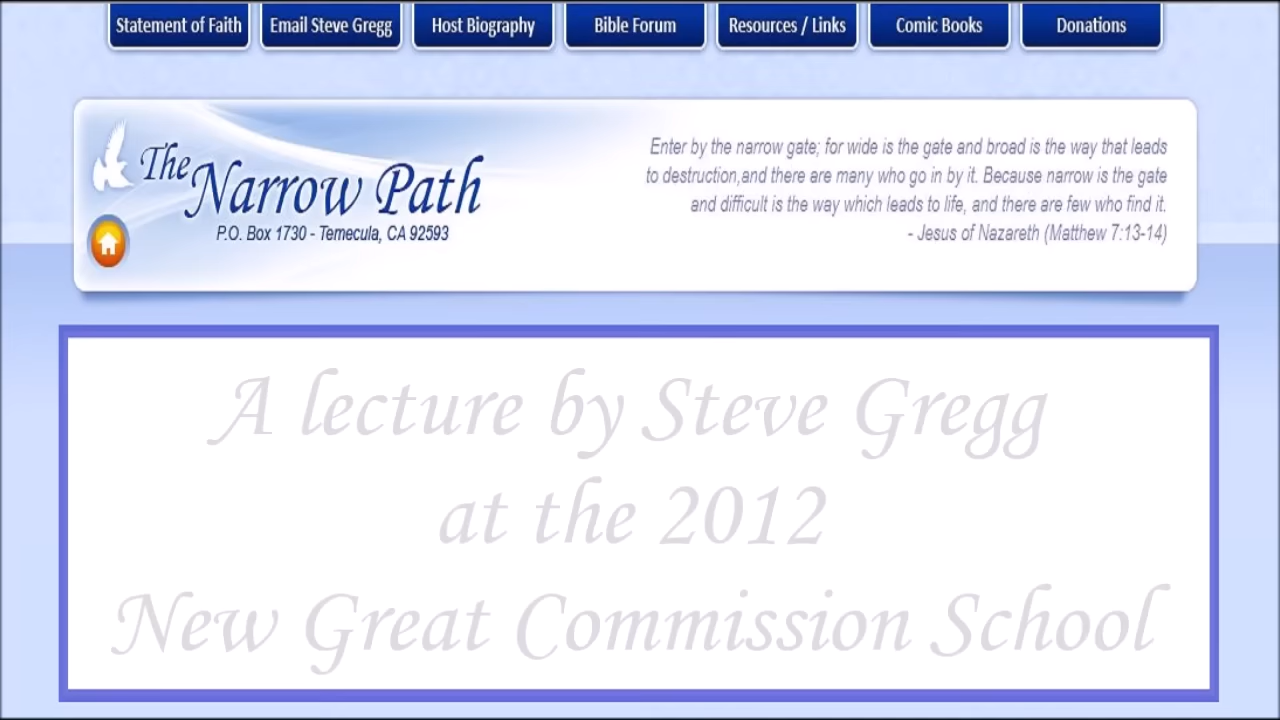 Statement of Faith Email Steve Gregg Host Biography Bible Forum Resources / Links Comic Books Donations
The Narrow Path
P.O. Box 1730 - Temecula, CA 92593
Enter by the narrow gate; for wide is the gate and broad is the way that leads
to destruction,and there are many who go in by it. Because narrow is the gate
and difficult is the way which leads to life, and there are few who find it.
- Jesus of Nazareth (Matthew 7:13-14)
A lecture by Steve Gregg
at the 2012
New Great Commission School